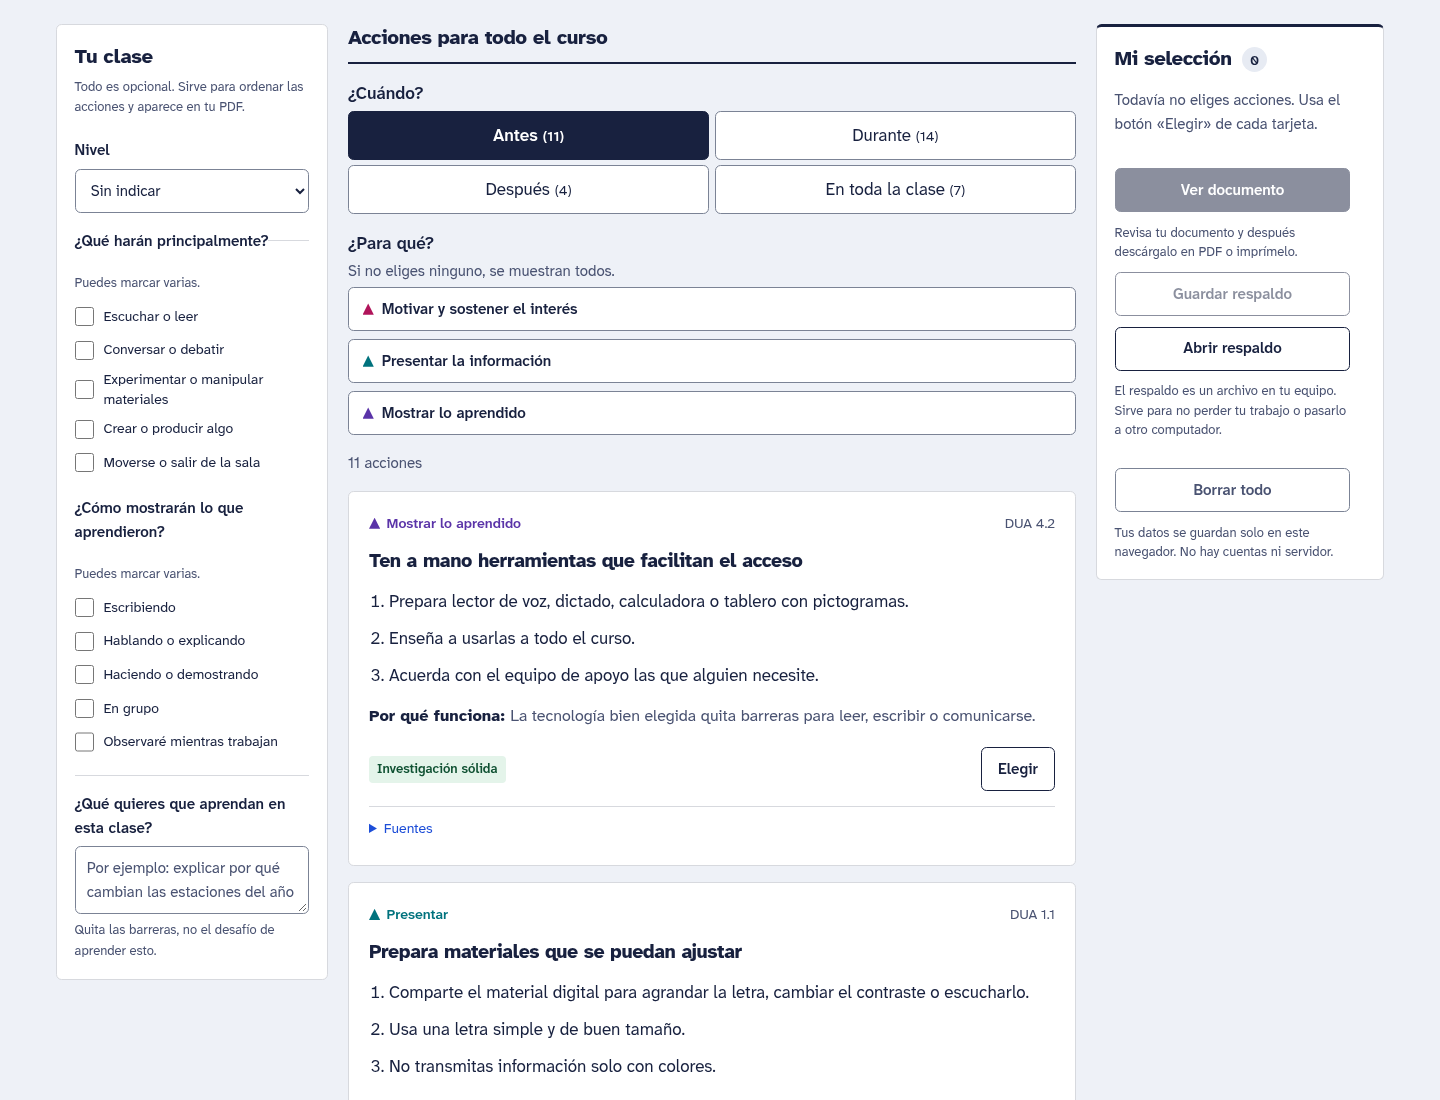 Tu clase
Todo es opcional. Sirve para ordenar las
acciones y aparece en tu PDF.
Nivel
Sin indicar
¿Qué harán principalmente?
Puedes marcar varias.
Escuchar o leer
Conversar o debatir
Experimentar o manipular
materiales
Crear o producir algo
Moverse o salir de la sala
¿Cómo mostrarán lo que
aprendieron?
Puedes marcar varias.
Escribiendo
Hablando o explicando
Haciendo o demostrando
En grupo
Observaré mientras trabajan
¿Qué quieres que aprendan en
esta clase?
Por ejemplo: explicar por qué
cambian las estaciones del año
Quita las barreras, no el desafío de
aprender esto.
Acciones para todo el curso
¿Cuándo?
Antes (11)
Durante (14)
Después (4)
En toda la clase (7)
¿Para qué?
Si no eliges ninguno, se muestran todos.
▲ Motivar y sostener el interés
▲ Presentar la información
▲ Mostrar lo aprendido
11 acciones
▲ Mostrar lo aprendido
DUA 4.2
Ten a mano herramientas que facilitan el acceso
1. Prepara lector de voz, dictado, calculadora o tablero con pictogramas.
2. Enseña a usarlas a todo el curso.
3. Acuerda con el equipo de apoyo las que alguien necesite.
Por qué funciona: La tecnología bien elegida quita barreras para leer, escribir o comunicarse.
Investigación sólida
Elegir
▶ Fuentes
▲ Presentar
DUA 1.1
Prepara materiales que se puedan ajustar
1. Comparte el material digital para agrandar la letra, cambiar el contraste o escucharlo.
2. Usa una letra simple y de buen tamaño.
3. No transmitas información solo con colores.
Mi selección 0
Todavía no eliges acciones. Usa el
botón «Elegir» de cada tarjeta.
Ver documento
Revisa tu documento y después
descárgalo en PDF o imprímelo.
Guardar respaldo
Abrir respaldo
El respaldo es un archivo en tu equipo.
Sirve para no perder tu trabajo o pasarlo
a otro computador.
Borrar todo
Tus datos se guardan solo en este
navegador. No hay cuentas ni servidor.